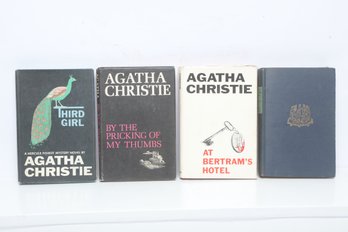 THIRD
GIRL
A HERCULE POIROT MYSTERY NOVEL BY
AGATHA
CHRISTIE
AGATHA
CHRISTIE
BY THE
PRICKING OF
MY THUMBS
AGATHA
CHRISTIE
AT
BERTRAM'S
HOTEL